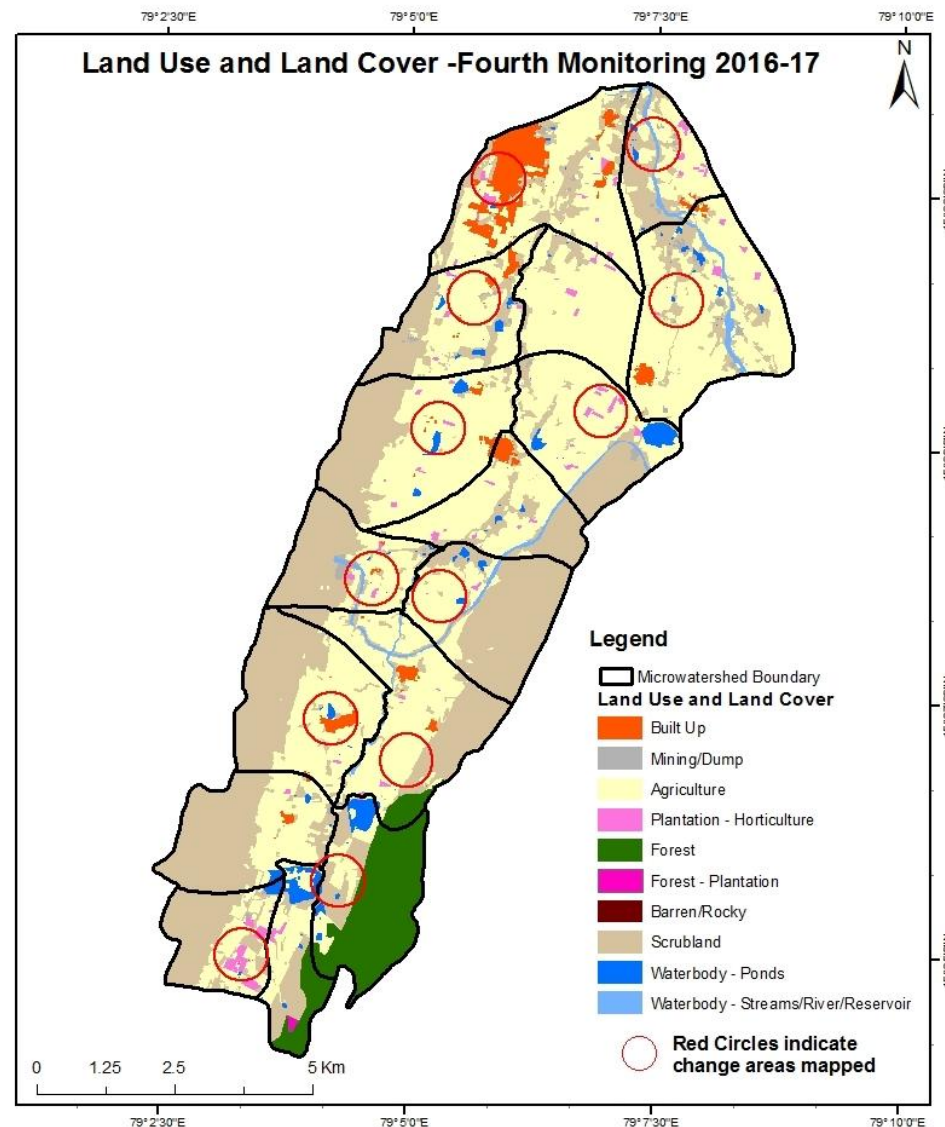 79°2'30"E 79°5'0"E 79°7'30"E 79°10'0"E
Land Use and Land Cover -Fourth Monitoring 2016-17
N
Legend
Microwatershed Boundary
Land Use and Land Cover
Built Up
Mining/Dump
Agriculture
Plantation - Horticulture
Forest
Forest - Plantation
Barren/Rocky
Scrubland
Waterbody - Ponds
Waterbody - Streams/River/Reservoir
Red Circles indicate
change areas mapped
0 1.25 2.5 5 Km
79°2'30"E 79°5'0"E 79°7'30"E 79°10'0"E